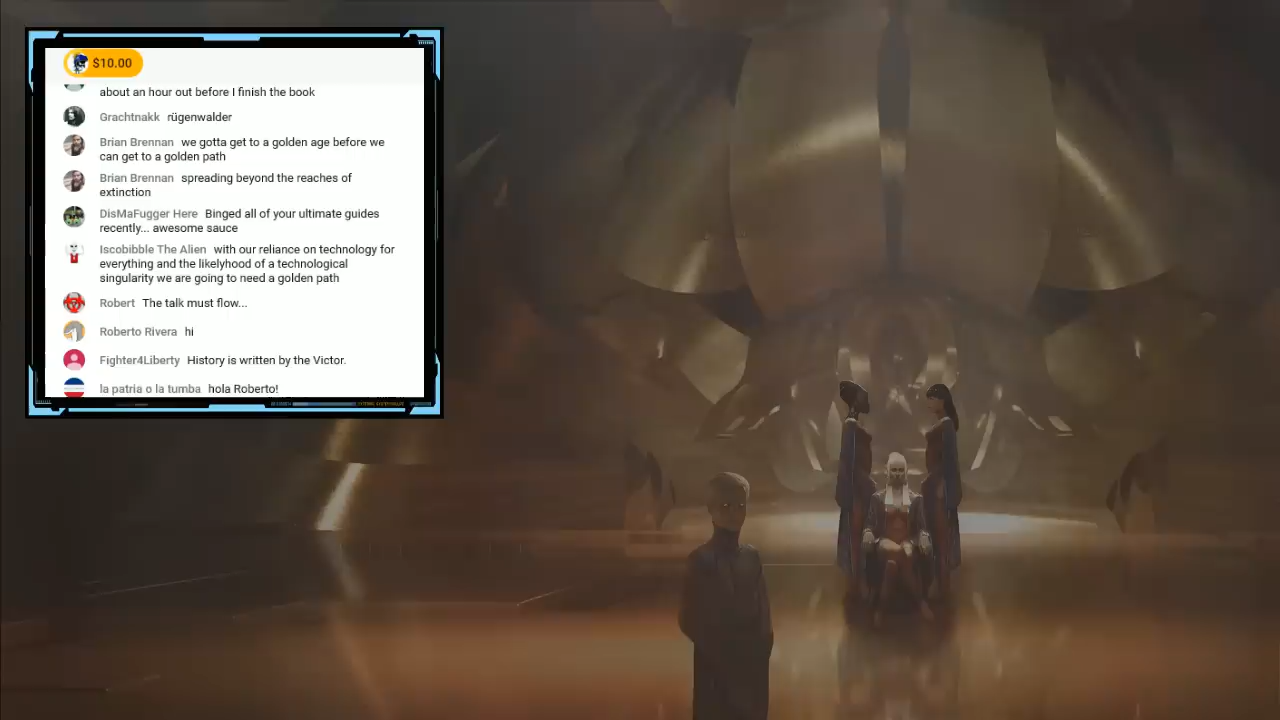 $10.00
about an hour out before I finish the book
Grachtnakk rügenwalder
Brian Brennan we gotta get to a golden age before we
can get to a golden path
Brian Brennan spreading beyond the reaches of
extinction
DisMaFugger Here Binged all of your ultimate guides
recently... awesome sauce
Iscobibble The Alien with our reliance on technology for
everything and the likelyhood of a technological
singularity we are going to need a golden path
Robert The talk must flow...
Roberto Rivera hi
Fighter4Liberty History is written by the Victor.
la patria o la tumba hola Roberto!